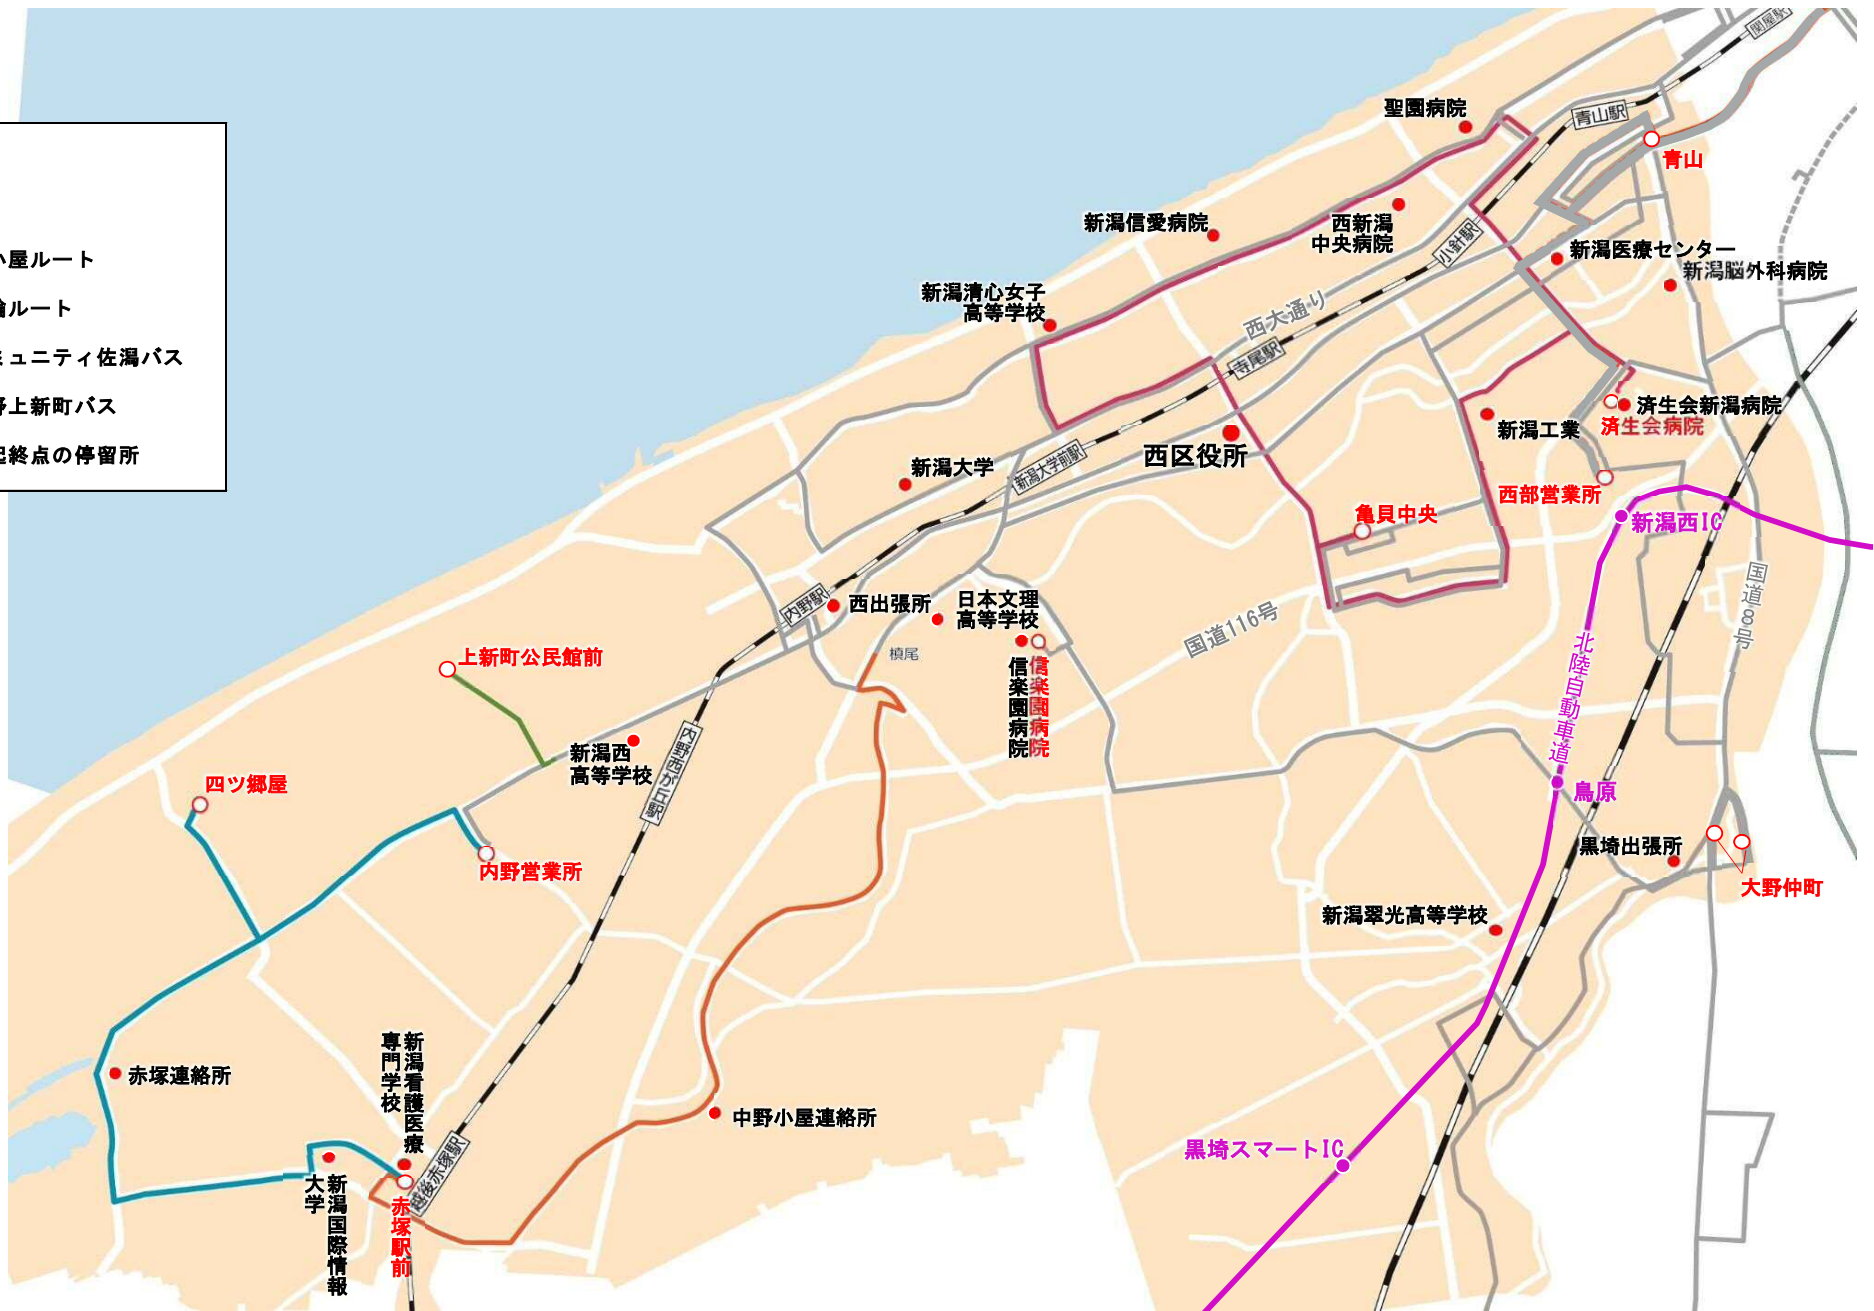 小屋ルート
輪ルート
ミュニティ佐潟バス
野上新町バス
起終点の停留所
関屋駅
青山駅
青山
聖園病院
西新潟
中央病院
新潟信愛病院
小針駅
新潟医療センター
新潟脳外科病院
新潟清心女子
高等学校
西大通り
寺尾駅
済生会新潟病院
済生会病院
新潟工業
西区役所
新潟大学前駅
新潟大学
西部営業所
亀貝中央
新潟西IC
国道8号
内野駅
西出張所
日本文理
高等学校
国道116号
槙尾
信楽園病院
信楽園病院
北陸自動車道
上新町公民館前
新潟西
高等学校
内野西が丘駅
四ツ郷屋
内野営業所
鳥原
黒埼出張所
大野仲町
新潟翠光高等学校
赤塚連絡所
新潟看護医療
専門学校
中野小屋連絡所
黒埼スマートIC
越後赤塚駅
新潟国際情報
大学
赤塚駅前